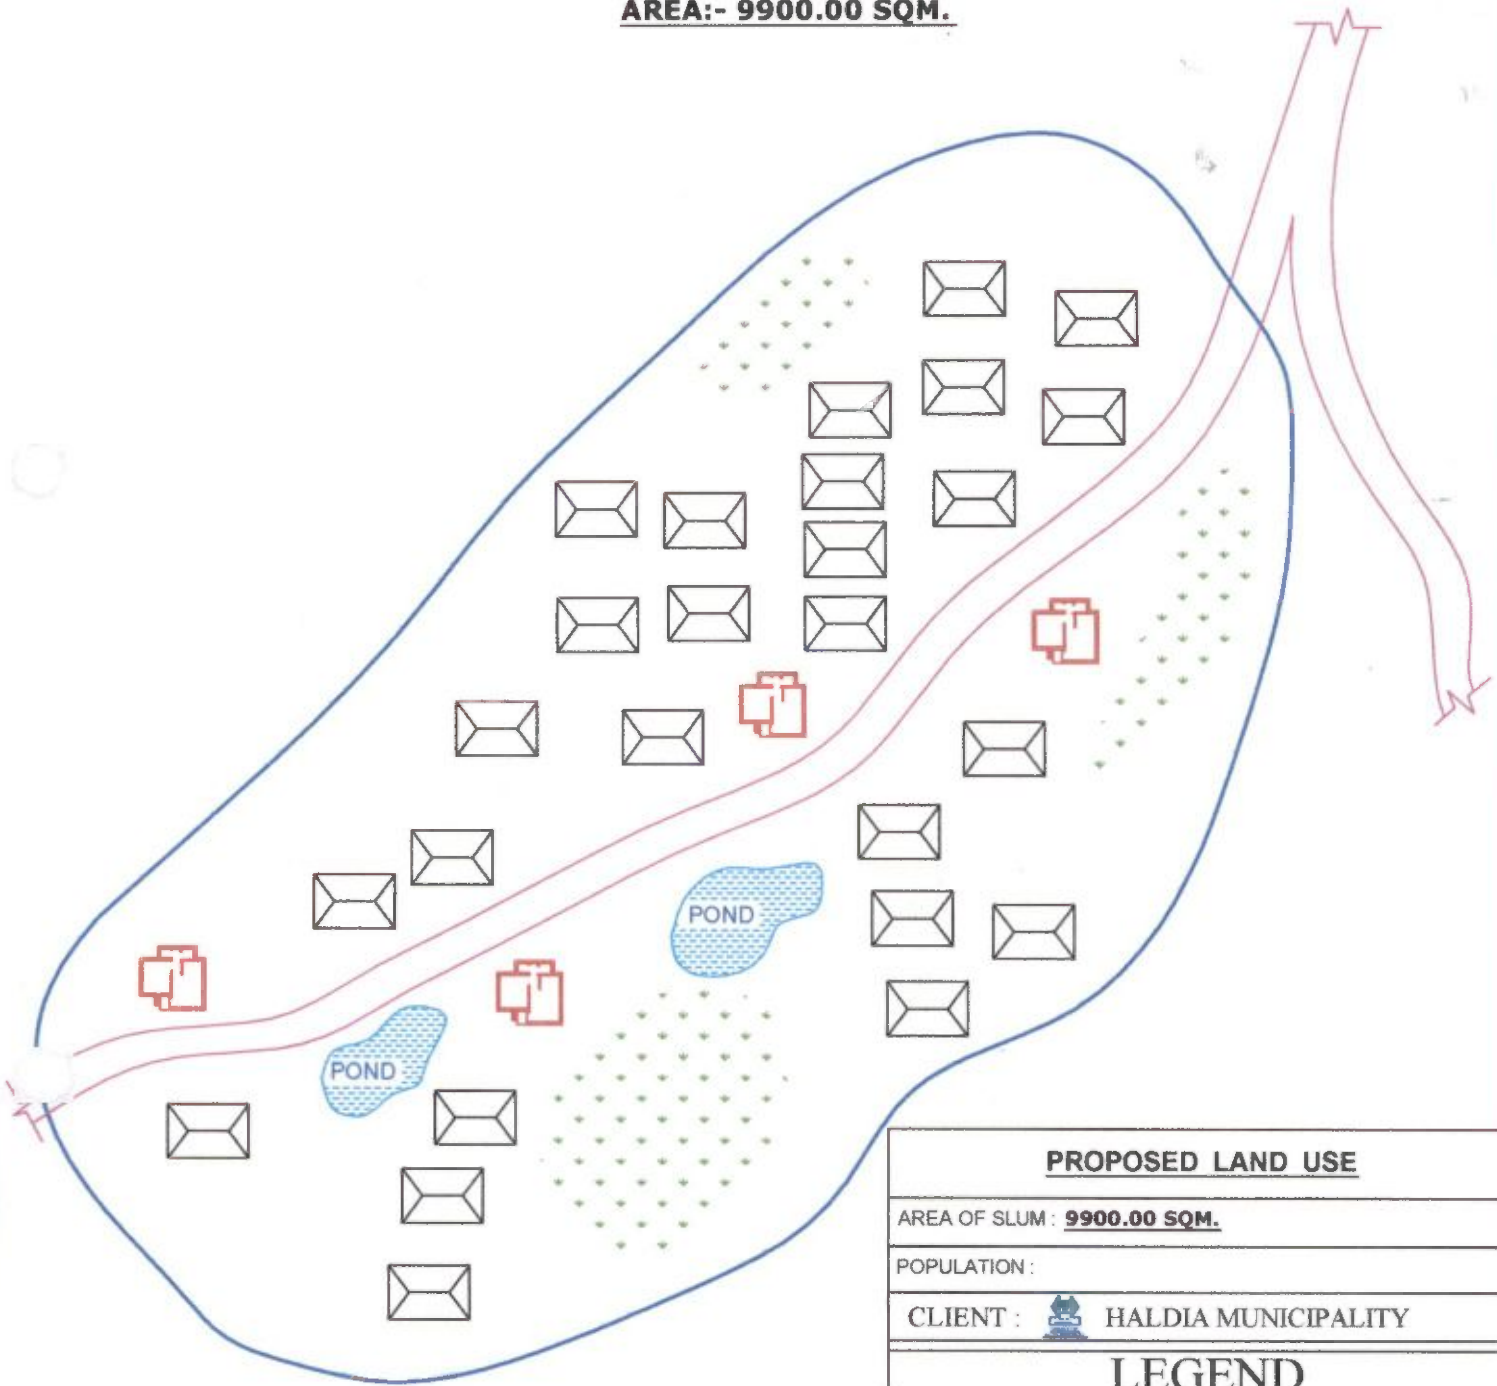 AREA:- 9900.00 SQM.
POND
POND
PROPOSED LAND USE
AREA OF SLUM : 9900.00 SQM.
POPULATION :
CLIENT : HALDIA MUNICIPALITY
LEGEND